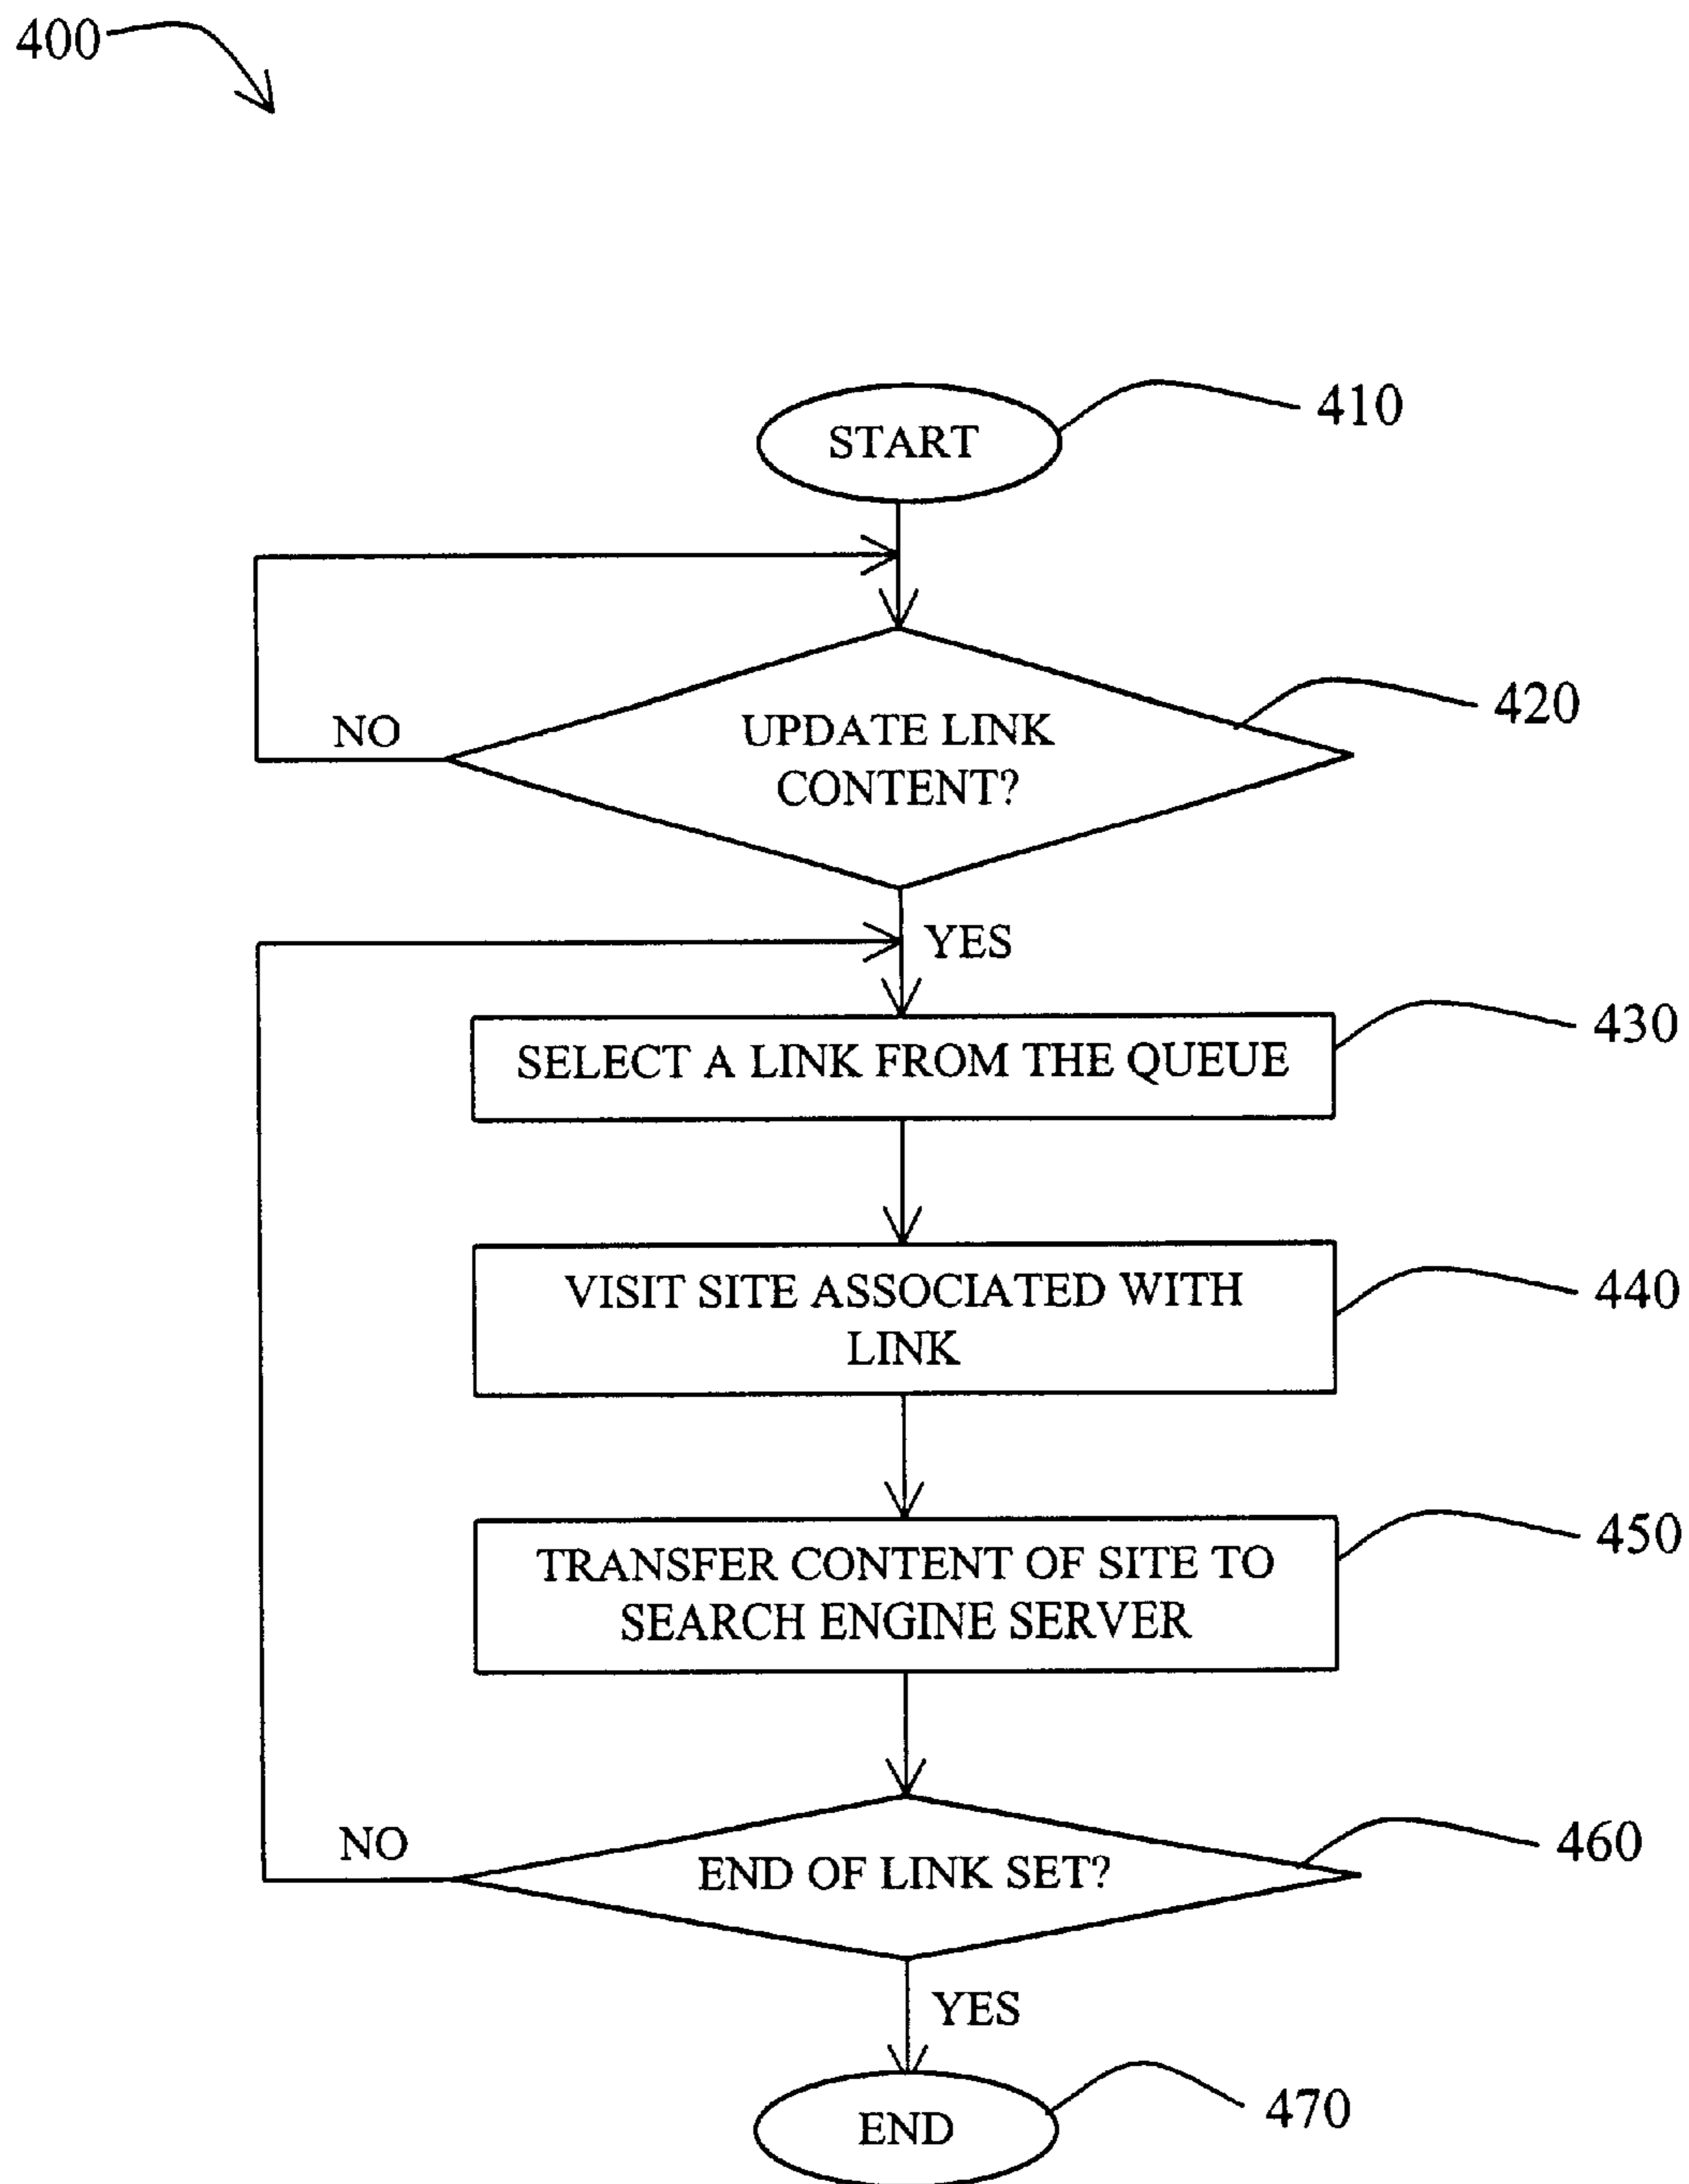 400
START
410
UPDATE LINK
CONTENT?
420
NO
YES
SELECT A LINK FROM THE QUEUE
430
VISIT SITE ASSOCIATED WITH
LINK
440
TRANSFER CONTENT OF SITE TO
SEARCH ENGINE SERVER
450
END OF LINK SET?
460
NO
YES
END
470